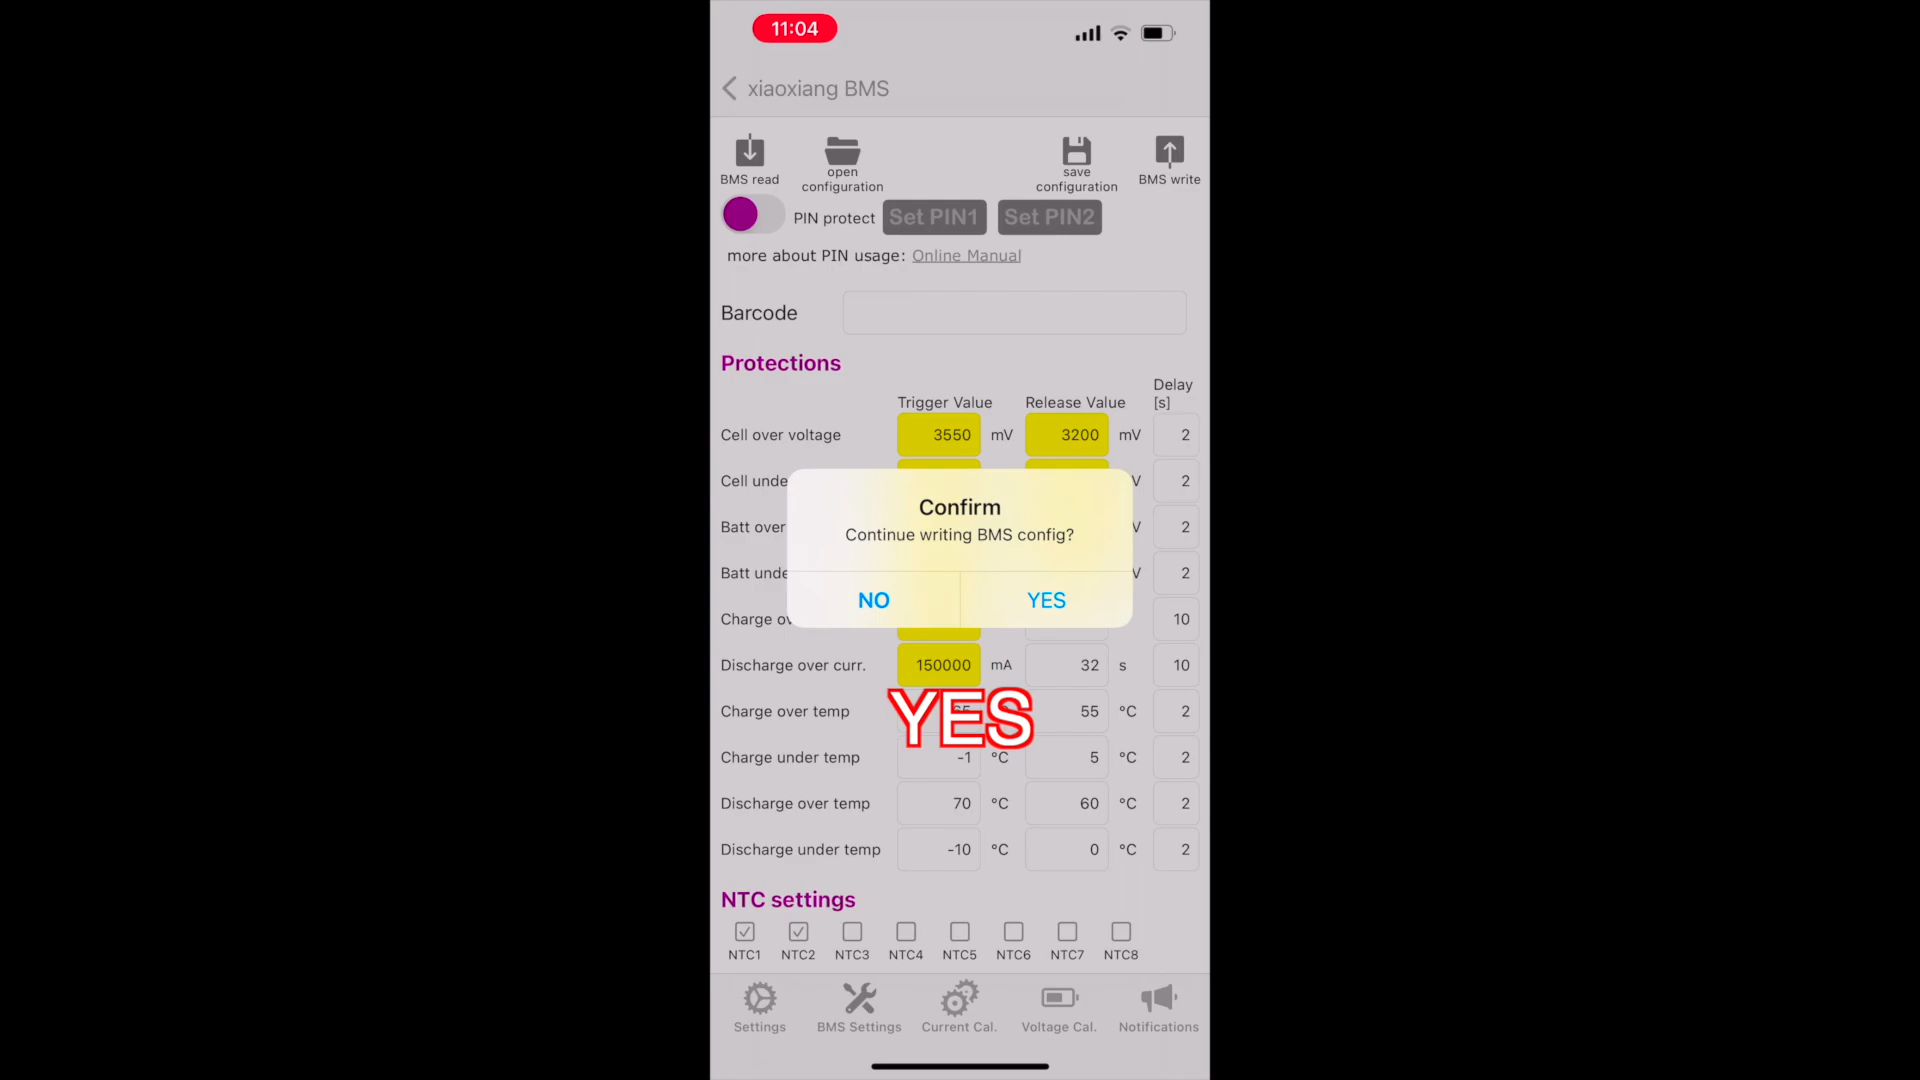 11:04
xiaoxiang BMS
BMS read
open configuration
save configuration
BMS write
PIN protect Set PIN1 Set PIN2
more about PIN usage: Online Manual
Barcode
Protections
Trigger Value Release Value Delay [s]
Cell over voltage 3550 mV 3200 mV 2
Cell unde V 2
Batt over V 2
Batt unde V 2
Charge ov 10
Confirm
Continue writing BMS config?
NO YES
Discharge over curr. 150000 mA 32 s 10
YES
Charge over temp 55 °C 2
Charge under temp -1 °C 5 °C 2
Discharge over temp 70 °C 60 °C 2
Discharge under temp -10 °C 0 °C 2
NTC settings
NTC1 NTC2 NTC3 NTC4 NTC5 NTC6 NTC7 NTC8
Settings BMS Settings Current Cal. Voltage Cal. Notifications